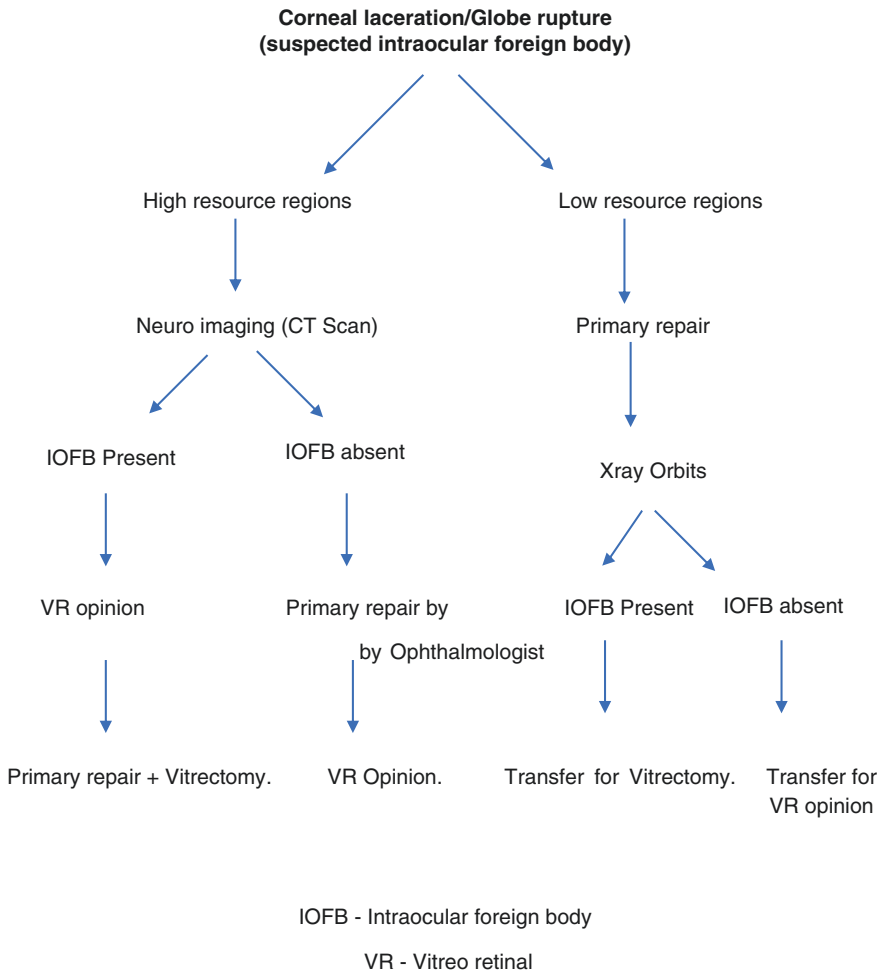 Corneal laceration/Globe rupture
(suspected intraocular foreign body)
High resource regions
Low resource regions
Neuro imaging (CT Scan)
Primary repair
IOFB Present
IOFB absent
Xray Orbits
VR opinion
Primary repair by
by Ophthalmologist
IOFB Present
IOFB absent
Primary repair + Vitrectomy.
VR Opinion.
Transfer for Vitrectomy.
Transfer for
VR opinion
IOFB - Intraocular foreign body
VR - Vitreo retinal